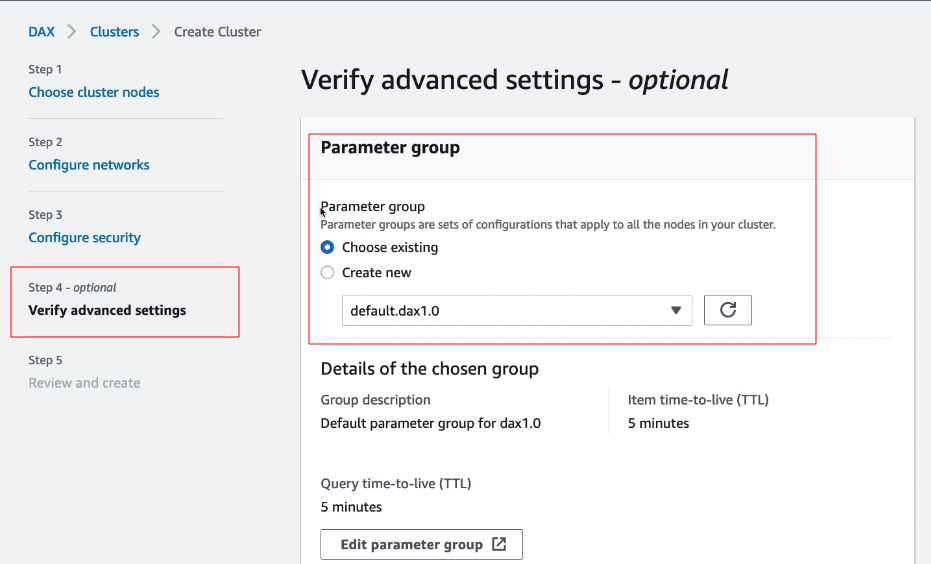 DAX > Clusters > Create Cluster
Step 1
Choose cluster nodes
Step 2
Configure networks
Step 3
Configure security
Step 4 - optional
Verify advanced settings
Step 5
Review and create
Verify advanced settings - optional
Parameter group
Parameter group
Parameter groups are sets of configurations that apply to all the nodes in your cluster.
Choose existing
Create new
default.dax1.0
Details of the chosen group
Group description
Default parameter group for dax1.0
Item time-to-live (TTL)
5 minutes
Query time-to-live (TTL)
5 minutes
Edit parameter group